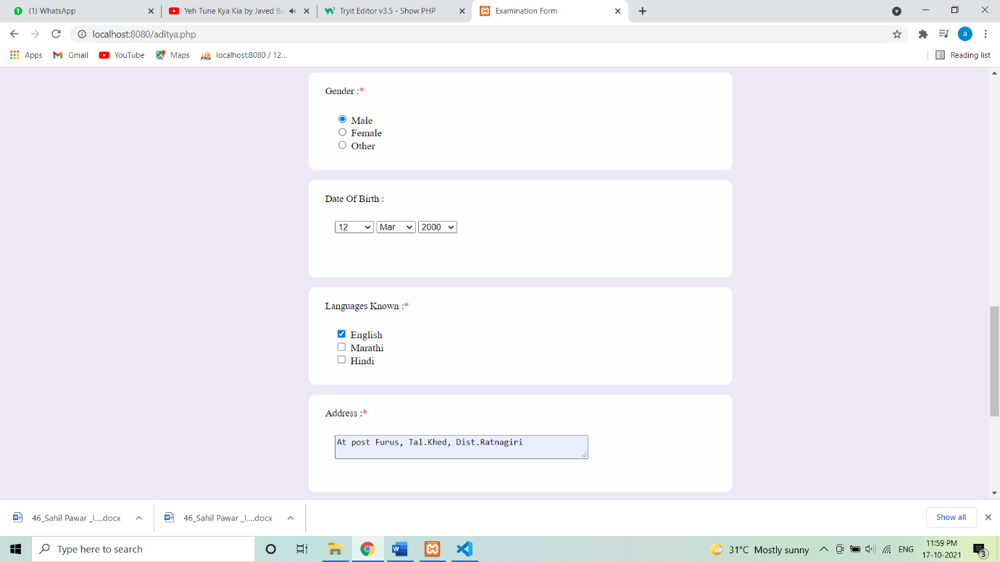 (1) WhatsApp
Yeh Tune Kya Kia by Javed Ba
Tryit Editor v3.5 - Show PHP
Examination Form
localhost:8080/aditya.php
a
Apps
Gmail
YouTube
Maps
localhost:8080 / 12...
Reading list
Gender :*
Male
Female
Other
Date Of Birth :
12 Mar 2000
Languages Known :*
English
Marathi
Hindi
Address :*
At post Furus, Tal.Khed, Dist.Ratnagiri
46_Sahil Pawar _I....docx
46_Sahil Pawar _I....docx
Show all
Type here to search
31°C Mostly sunny
ENG
11:59 PM
17-10-2021
3